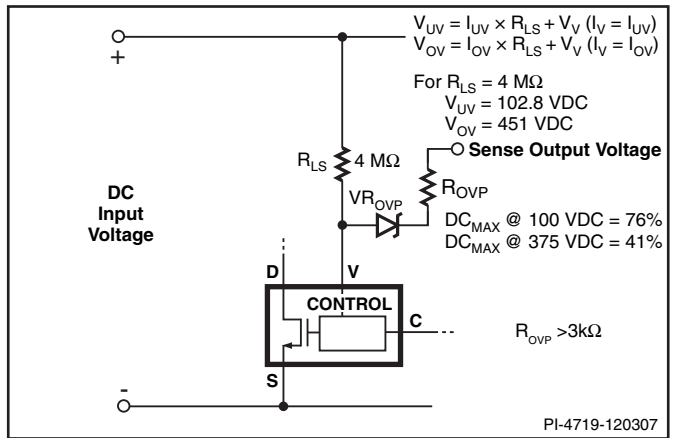 V_UV = I_UV × R_LS + V_V (I_V = I_UV)
V_OV = I_OV × R_LS + V_V (I_V = I_OV)
+
For R_LS = 4 MΩ
V_UV = 102.8 VDC
V_OV = 451 VDC
Sense Output Voltage
R_LS 4 MΩ
R_OVP
VR_OVP
DC
Input
Voltage
DC_MAX @ 100 VDC = 76%
DC_MAX @ 375 VDC = 41%
D V
CONTROL
C
R_OVP >3kΩ
S
-
PI-4719-120307